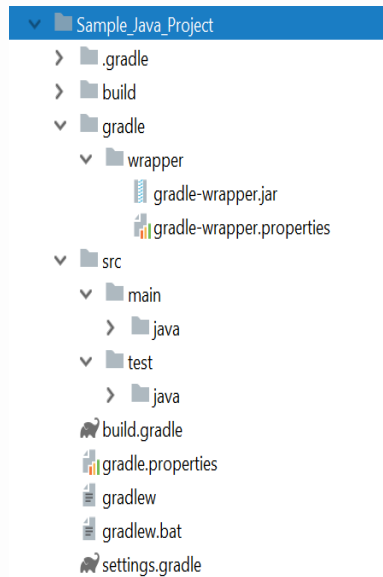 Sample_Java_Project
.gradle
build
gradle
wrapper
gradle-wrapper.jar
gradle-wrapper.properties
src
main
java
test
java
build.gradle
gradle.properties
gradlew
gradlew.bat
settings.gradle